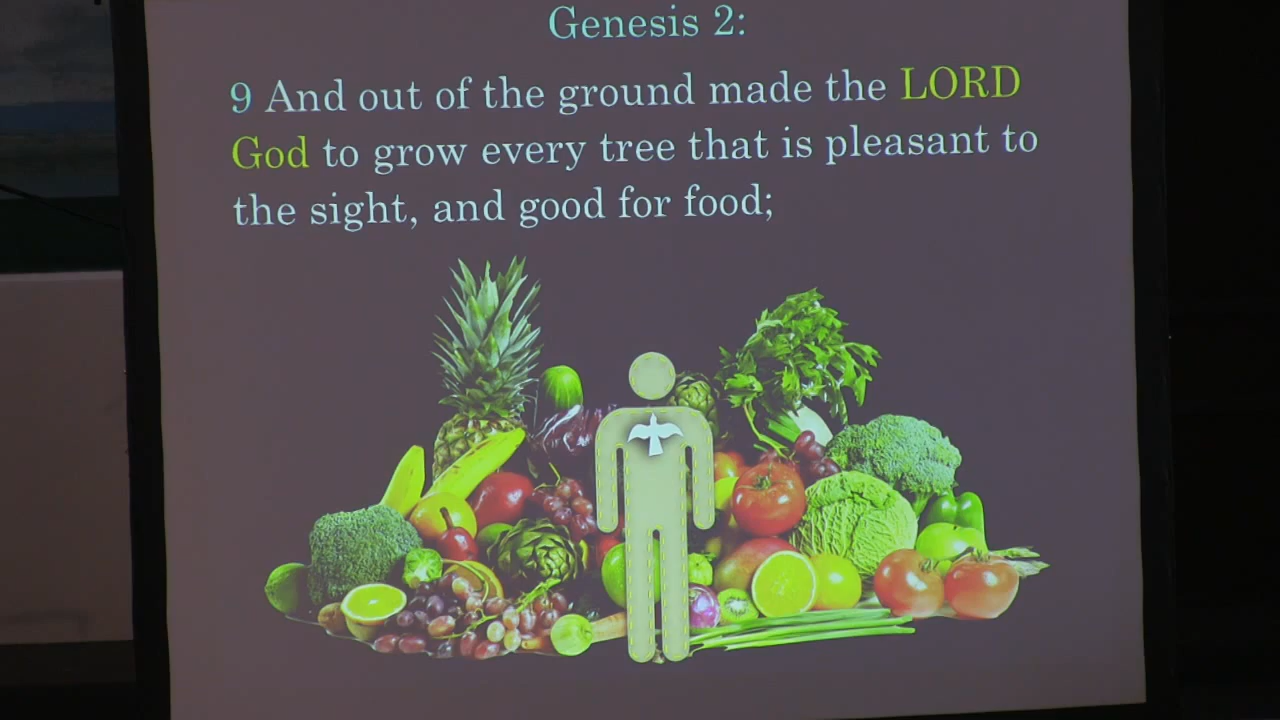 Genesis 2:
9 And out of the ground made the LORD
God to grow every tree that is pleasant to
the sight, and good for food;